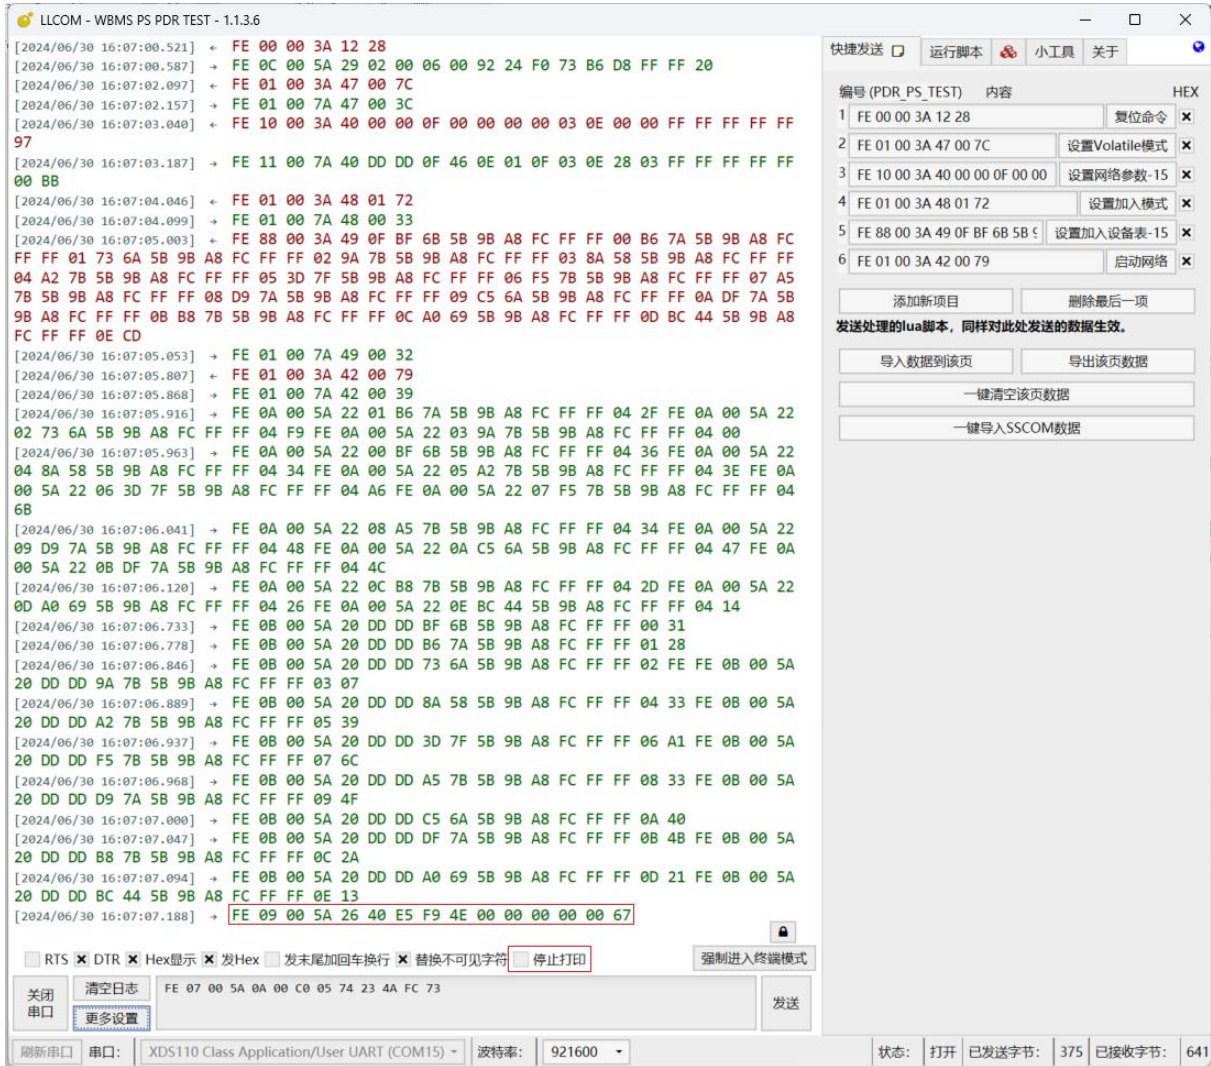 LLCOM - WBMS PS PDR TEST - 1.1.3.6
[2024/06/30 16:07:00.521] ← FE 00 00 3A 12 28
[2024/06/30 16:07:00.587] → FE 0C 00 5A 29 02 00 06 00 92 24 F0 73 B6 D8 FF FF 20
[2024/06/30 16:07:02.097] ← FE 01 00 3A 47 00 7C
[2024/06/30 16:07:02.157] → FE 01 00 7A 47 00 3C
[2024/06/30 16:07:03.040] ← FE 10 00 3A 40 00 00 0F 00 00 00 00 03 0E 00 00 FF FF FF FF FF
97
[2024/06/30 16:07:03.187] → FE 11 00 7A 40 DD DD 0F 46 0E 01 0F 03 0E 28 03 FF FF FF FF FF
00 BB
[2024/06/30 16:07:04.046] ← FE 01 00 3A 48 01 72
[2024/06/30 16:07:04.099] → FE 01 00 7A 48 00 33
[2024/06/30 16:07:05.003] ← FE 88 00 3A 49 0F BF 6B 5B 9B A8 FC FF FF 00 B6 7A 5B 9B A8 FC
FF FF 01 73 6A 5B 9B A8 FC FF FF 02 9A 7B 5B 9B A8 FC FF FF 03 8A 58 5B 9B A8 FC FF FF
04 A2 7B 5B 9B A8 FC FF FF 05 3D 7F 5B 9B A8 FC FF FF 06 F5 7B 5B 9B A8 FC FF FF 07 A5
7B 5B 9B A8 FC FF FF 08 D9 7A 5B 9B A8 FC FF FF 09 C5 6A 5B 9B A8 FC FF FF 0A DF 7A 5B
9B A8 FC FF FF 0B B8 7B 5B 9B A8 FC FF FF 0C A0 69 5B 9B A8 FC FF FF 0D BC 44 5B 9B A8
FC FF FF 0E CD
[2024/06/30 16:07:05.053] → FE 01 00 7A 49 00 32
[2024/06/30 16:07:05.807] ← FE 01 00 3A 42 00 79
[2024/06/30 16:07:05.868] → FE 01 00 7A 42 00 39
[2024/06/30 16:07:05.916] → FE 0A 00 5A 22 01 B6 7A 5B 9B A8 FC FF FF 04 2F FE 0A 00 5A 22
02 73 6A 5B 9B A8 FC FF FF 04 F9 FE 0A 00 5A 22 03 9A 7B 5B 9B A8 FC FF FF 04 00
[2024/06/30 16:07:05.963] → FE 0A 00 5A 22 00 BF 6B 5B 9B A8 FC FF FF 04 36 FE 0A 00 5A 22
04 8A 58 5B 9B A8 FC FF FF 04 34 FE 0A 00 5A 22 05 A2 7B 5B 9B A8 FC FF FF 04 3E FE 0A
00 5A 22 06 3D 7F 5B 9B A8 FC FF FF 04 A6 FE 0A 00 5A 22 07 F5 7B 5B 9B A8 FC FF FF 04
6B
[2024/06/30 16:07:06.041] → FE 0A 00 5A 22 08 A5 7B 5B 9B A8 FC FF FF 04 34 FE 0A 00 5A 22
09 D9 7A 5B 9B A8 FC FF FF 04 48 FE 0A 00 5A 22 0A C5 6A 5B 9B A8 FC FF FF 04 47 FE 0A
00 5A 22 0B DF 7A 5B 9B A8 FC FF FF 04 4C
[2024/06/30 16:07:06.120] → FE 0A 00 5A 22 0C B8 7B 5B 9B A8 FC FF FF 04 2D FE 0A 00 5A 22
0D A0 69 5B 9B A8 FC FF FF 04 26 FE 0A 00 5A 22 0E BC 44 5B 9B A8 FC FF FF 04 14
[2024/06/30 16:07:06.733] → FE 0B 00 5A 20 DD DD BF 6B 5B 9B A8 FC FF FF 00 31
[2024/06/30 16:07:06.778] → FE 0B 00 5A 20 DD DD B6 7A 5B 9B A8 FC FF FF 01 28
[2024/06/30 16:07:06.846] → FE 0B 00 5A 20 DD DD 73 6A 5B 9B A8 FC FF FF 02 FE FE 0B 00 5A
20 DD DD 9A 7B 5B 9B A8 FC FF FF 03 07
[2024/06/30 16:07:06.889] → FE 0B 00 5A 20 DD DD 8A 58 5B 9B A8 FC FF FF 04 33 FE 0B 00 5A
20 DD DD A2 7B 5B 9B A8 FC FF FF 05 39
[2024/06/30 16:07:06.937] → FE 0B 00 5A 20 DD DD 3D 7F 5B 9B A8 FC FF FF 06 A1 FE 0B 00 5A
20 DD DD F5 7B 5B 9B A8 FC FF FF 07 6C
[2024/06/30 16:07:06.968] → FE 0B 00 5A 20 DD DD A5 7B 5B 9B A8 FC FF FF 08 33 FE 0B 00 5A
20 DD DD D9 7A 5B 9B A8 FC FF FF 09 4F
[2024/06/30 16:07:07.000] → FE 0B 00 5A 20 DD DD C5 6A 5B 9B A8 FC FF FF 0A 40
[2024/06/30 16:07:07.047] → FE 0B 00 5A 20 DD DD DF 7A 5B 9B A8 FC FF FF 0B 4B FE 0B 00 5A
20 DD DD B8 7B 5B 9B A8 FC FF FF 0C 2A
[2024/06/30 16:07:07.094] → FE 0B 00 5A 20 DD DD A0 69 5B 9B A8 FC FF FF 0D 21 FE 0B 00 5A
20 DD DD BC 44 5B 9B A8 FC FF FF 0E 13
[2024/06/30 16:07:07.188] → FE 09 00 5A 26 40 E5 F9 4E 00 00 00 00 00 67
RTS DTR Hex显示 发Hex 发末尾加回车换行 替换不可见字符 停止打印 强制进入终端模式
关闭串口 清空日志 更多设置 FE 07 00 5A 0A 00 C0 05 74 23 4A FC 73 发送
快捷发送 运行脚本 小工具 关于
编号 (PDR_PS_TEST) 内容 HEX
1 FE 00 00 3A 12 28 复位命令
2 FE 01 00 3A 47 00 7C 设置Volatile模式
3 FE 10 00 3A 40 00 00 0F 00 00 设置网络参数-15
4 FE 01 00 3A 48 01 72 设置加入模式
5 FE 88 00 3A 49 0F BF 6B 5B 9 设置加入设备表-15
6 FE 01 00 3A 42 00 79 启动网络
添加新项目 删除最后一项
发送处理的lua脚本，同样对此处发送的数据生效。
导入数据到该页 导出该页数据
一键清空该页数据
一键导入SSCOM数据
刷新串口 串口： XDS110 Class Application/User UART (COM15) 波特率： 921600 状态： 打开 已发送字节： 375 已接收字节： 641